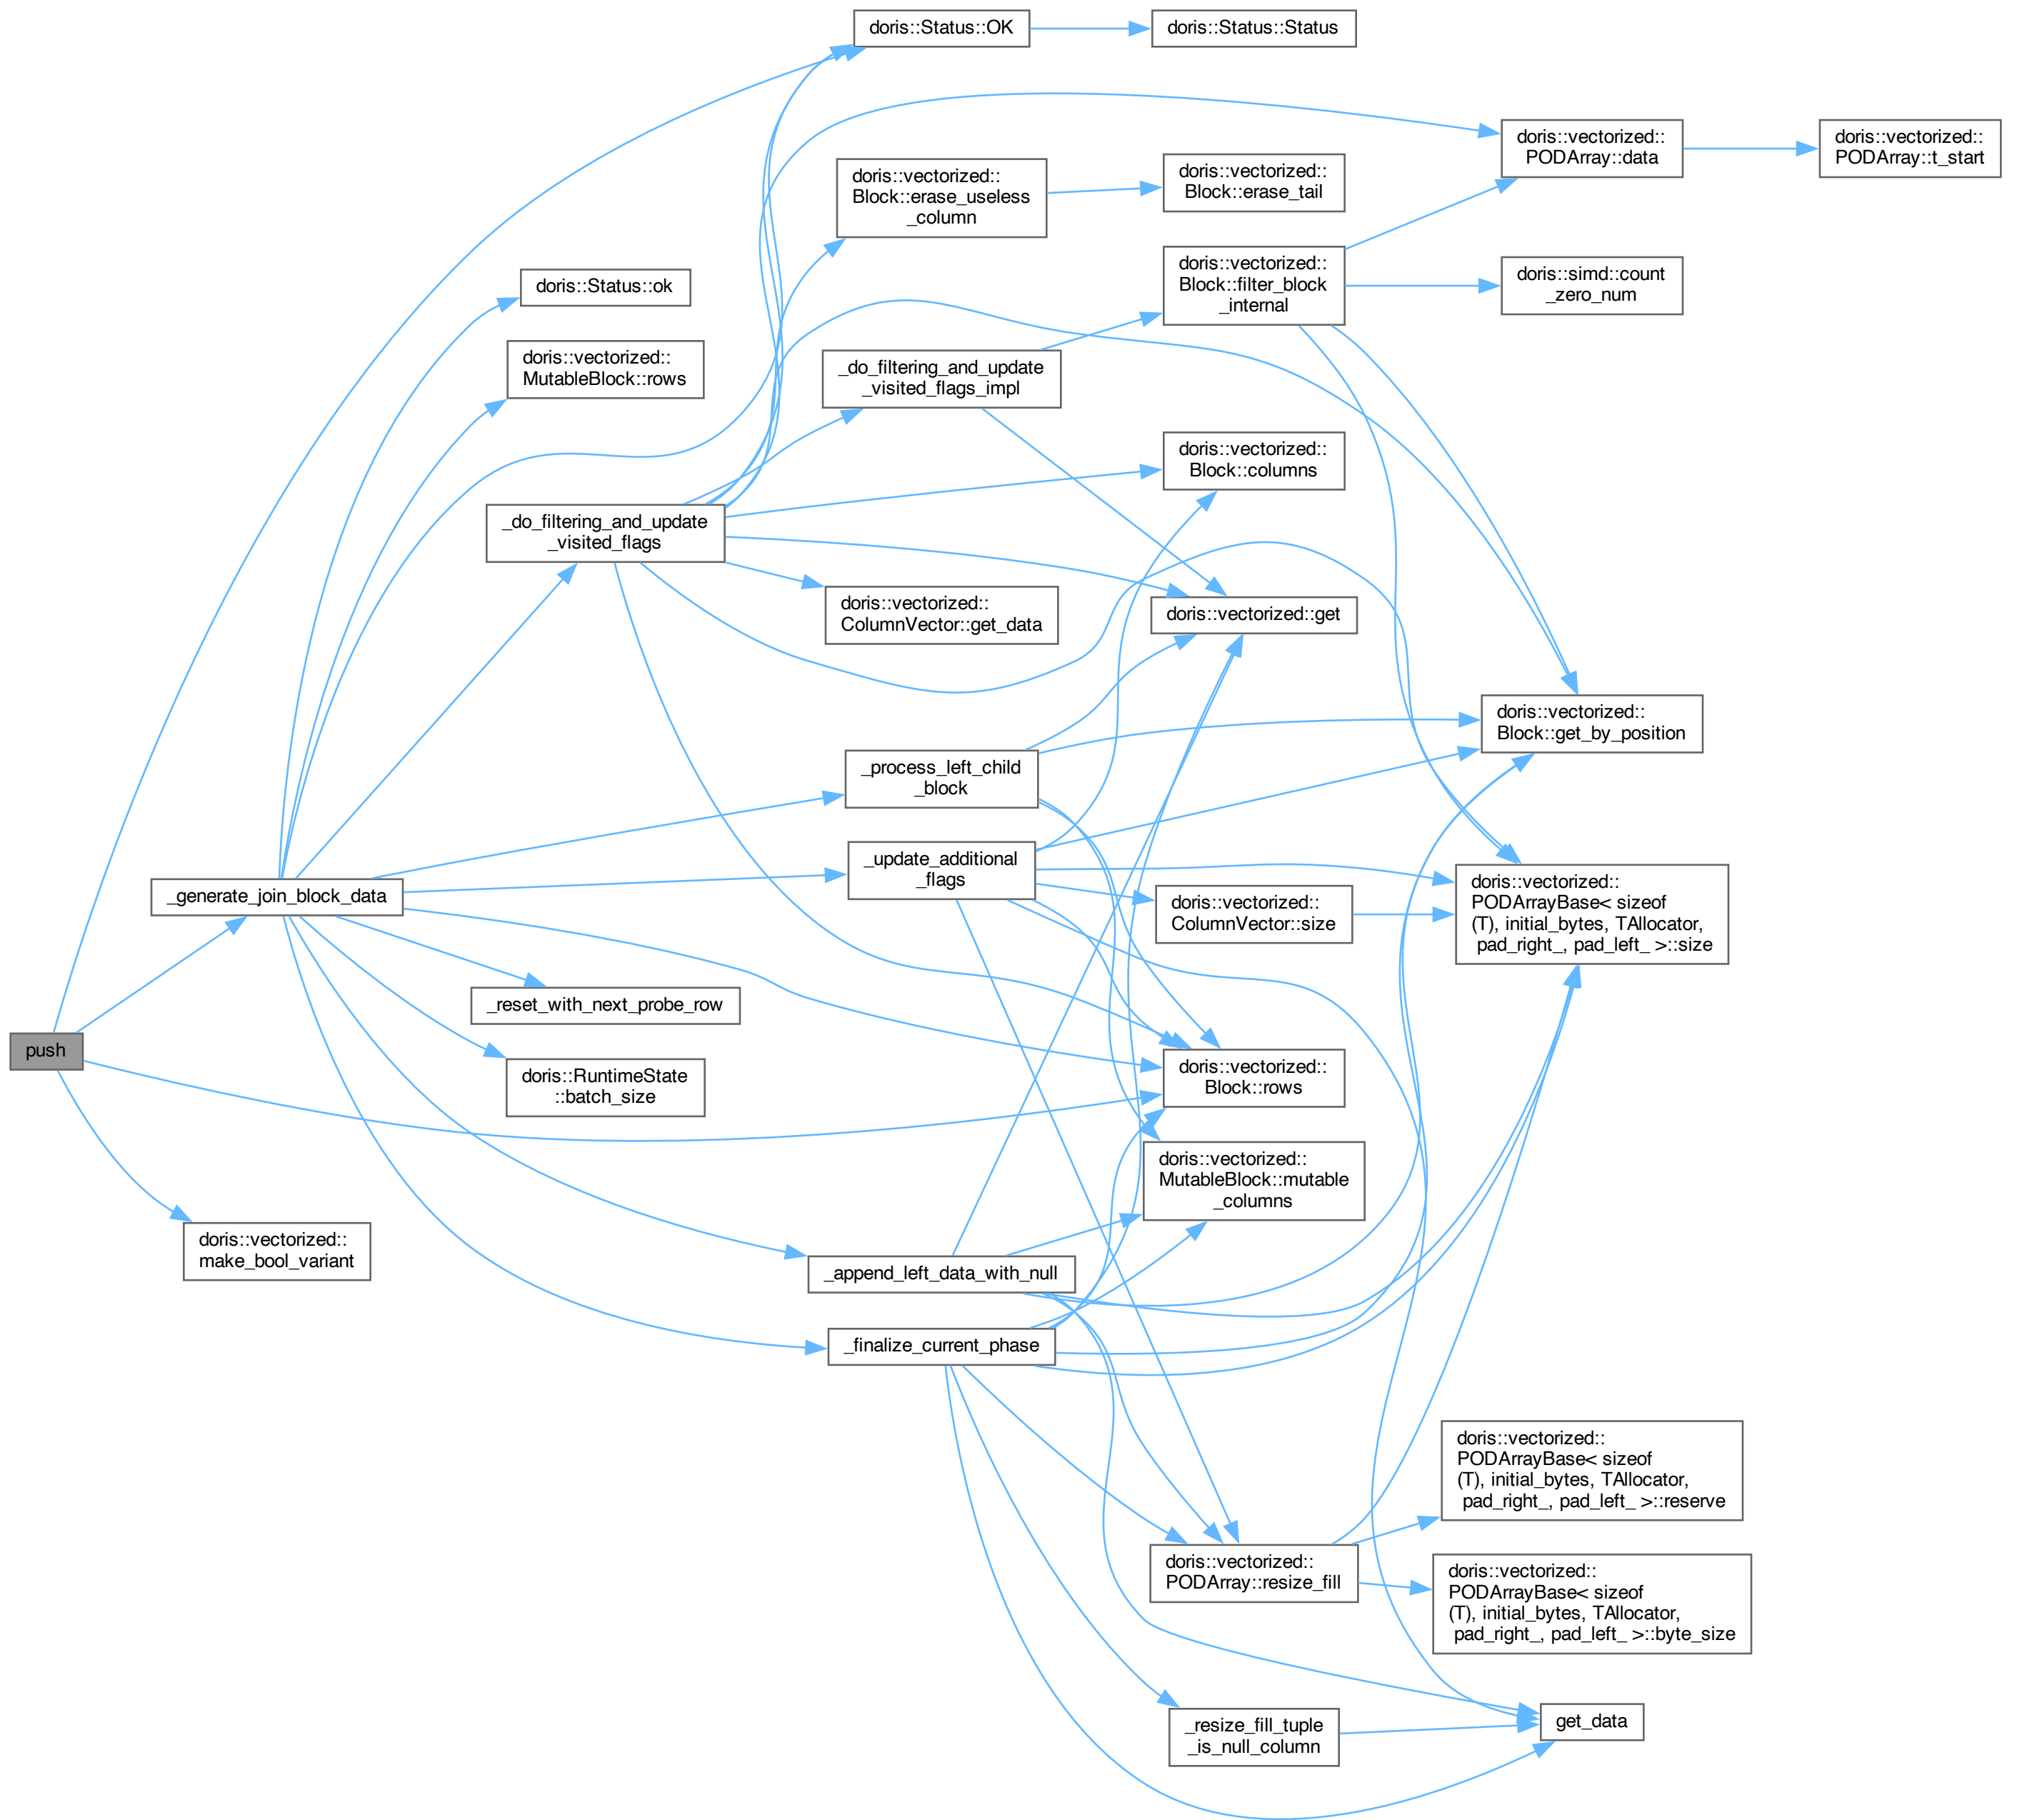 doris::Status::OK
doris::Status::Status
doris::vectorized::
PODArray::data
doris::vectorized::
PODArray::t_start
doris::vectorized::
Block::erase_useless
_column
doris::vectorized::
Block::erase_tail
doris::Status::ok
doris::vectorized::
Block::filter_block
_internal
doris::simd::count
_zero_num
doris::vectorized::
MutableBlock::rows
_do_filtering_and_update
_visited_flags_impl
doris::vectorized::
Block::columns
_do_filtering_and_update
_visited_flags
doris::vectorized::
ColumnVector::get_data
doris::vectorized::get
doris::vectorized::
Block::get_by_position
_process_left_child
_block
_generate_join_block_data
_update_additional
_flags
doris::vectorized::
ColumnVector::size
doris::vectorized::
PODArrayBase< sizeof
(T), initial_bytes, TAllocator,
pad_right_, pad_left_ >::size
_reset_with_next_probe_row
push
doris::RuntimeState
::batch_size
doris::vectorized::
Block::rows
doris::vectorized::
MutableBlock::mutable
_columns
doris::vectorized::
make_bool_variant
_append_left_data_with_null
_finalize_current_phase
doris::vectorized::
PODArrayBase< sizeof
(T), initial_bytes, TAllocator,
pad_right_, pad_left_ >::reserve
doris::vectorized::
PODArray::resize_fill
doris::vectorized::
PODArrayBase< sizeof
(T), initial_bytes, TAllocator,
pad_right_, pad_left_ >::byte_size
_resize_fill_tuple
_is_null_column
get_data